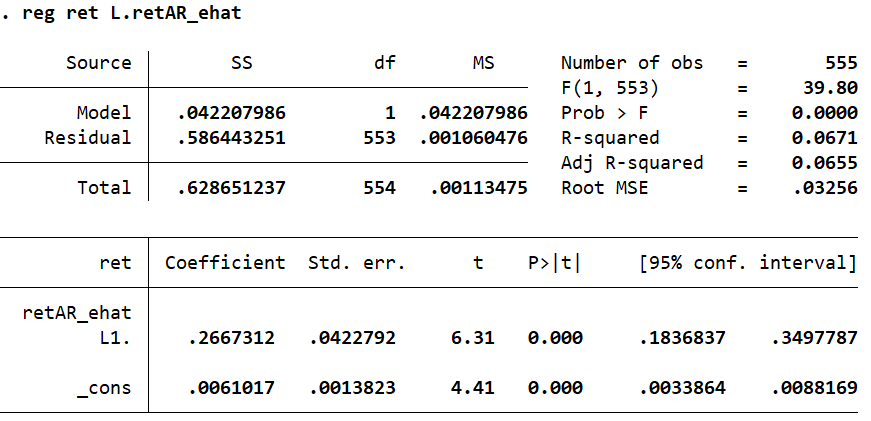 . reg ret L.retAR_ehat
Source SS df MS Number of obs = 555
F(1, 553) = 39.80
Model .042207986 1 .042207986 Prob > F = 0.0000
Residual .586443251 553 .001060476 R-squared = 0.0671
Adj R-squared = 0.0655
Total .628651237 554 .00113475 Root MSE = .03256
ret Coefficient Std. err. t P>|t| [95% conf. interval]
retAR_ehat
L1. .2667312 .0422792 6.31 0.000 .1836837 .3497787
_cons .0061017 .0013823 4.41 0.000 .0033864 .0088169